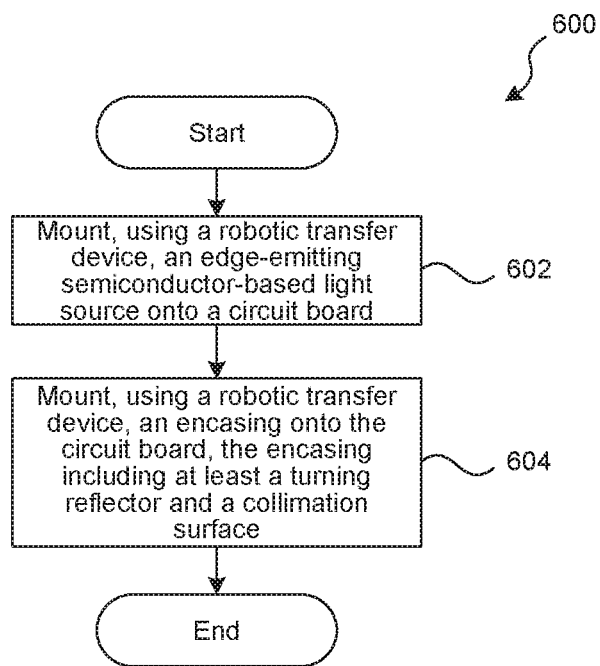 600
Start
Mount, using a robotic transfer
device, an edge-emitting
semiconductor-based light
source onto a circuit board
602
Mount, using a robotic transfer
device, an encasing onto the
circuit board, the encasing
including at least a turning
reflector and a collimation
surface
604
End